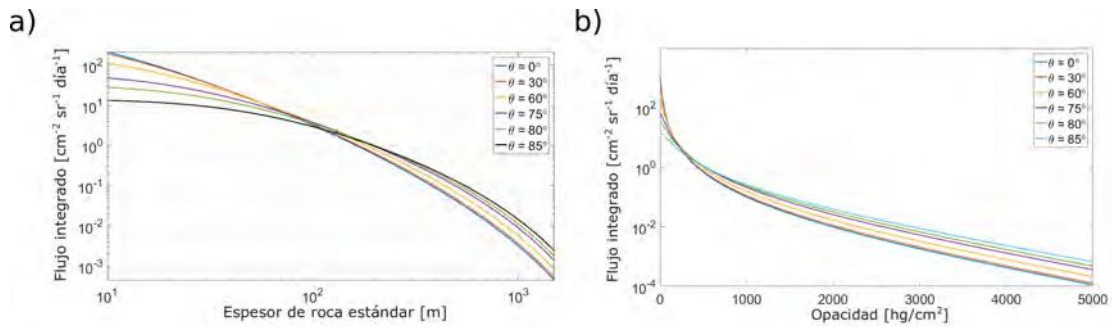 a)
b)
Flujo integrado [cm⁻² sr⁻¹ día⁻¹]
10²
10¹
10⁰
10⁻¹
10⁻²
10⁻³
10¹
10²
10⁻³
Espesor de roca estándar [m]
θ = 0°
θ = 30°
θ = 60°
θ = 75°
θ = 80°
θ = 85°
Flujo integrado [cm⁻² sr⁻¹ día⁻¹]
10²
10⁰
10⁻²
10⁻⁴
0
1000
2000
3000
4000
5000
Opacidad [hg/cm²]
θ = 0°
θ = 30°
θ = 60°
θ = 75°
θ = 80°
θ = 85°